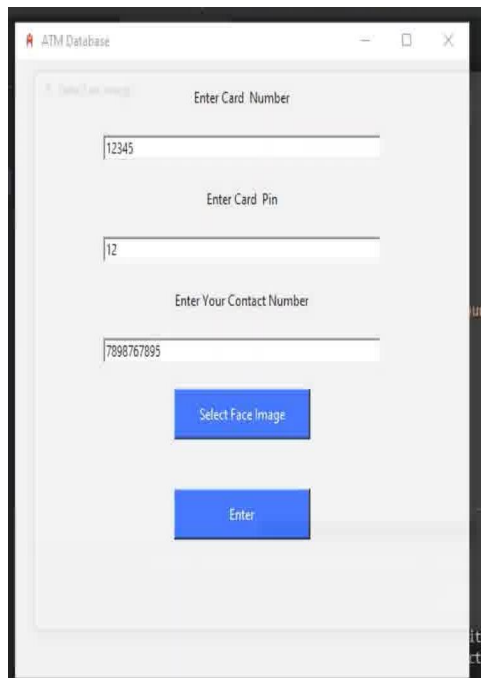 ATM Database
Enter Card Number
12345
Enter Card Pin
12
Enter Your Contact Number
7898767895
Select Face Image
Enter